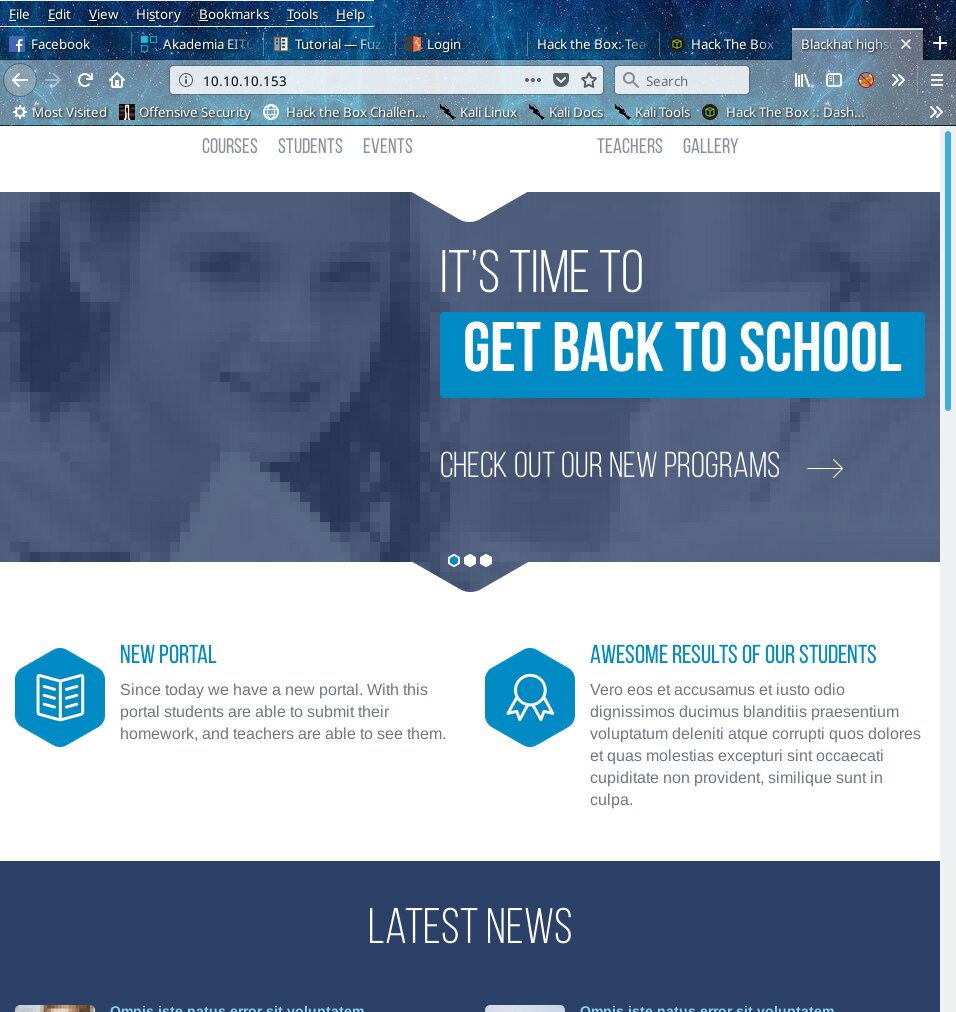 File Edit View History Bookmarks Tools Help
Facebook Akademia EITC Tutorial — Fuz Login Hack the Box: Tea Hack The Box Blackhat highsc
10.10.10.153 Search
Most Visited Offensive Security Hack the Box Challen... Kali Linux Kali Docs Kali Tools Hack The Box :: Dash...
COURSES STUDENTS EVENTS TEACHERS GALLERY
IT'S TIME TO
GET BACK TO SCHOOL
CHECK OUT OUR NEW PROGRAMS
NEW PORTAL
Since today we have a new portal. With this
portal students are able to submit their
homework, and teachers are able to see them.
AWESOME RESULTS OF OUR STUDENTS
Vero eos et accusamus et iusto odio
dignissimos ducimus blanditiis praesentium
voluptatum deleniti atque corrupti quos dolores
et quas molestias excepturi sint occaecati
cupiditate non provident, similique sunt in
culpa.
LATEST NEWS
Omnis iste natus error sit voluptatem
Omnis iste natus error sit voluptatem